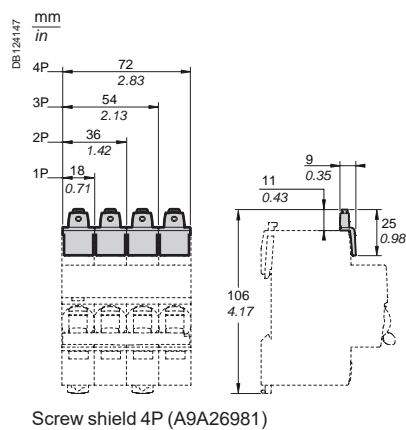 DB124147
mm
in
4P 72
2.83
3P 54
2.13
2P 36
1.42
1P 18
0.71
9
0.35
11
0.43
25
0.98
106
4.17
Screw shield 4P (A9A26981)